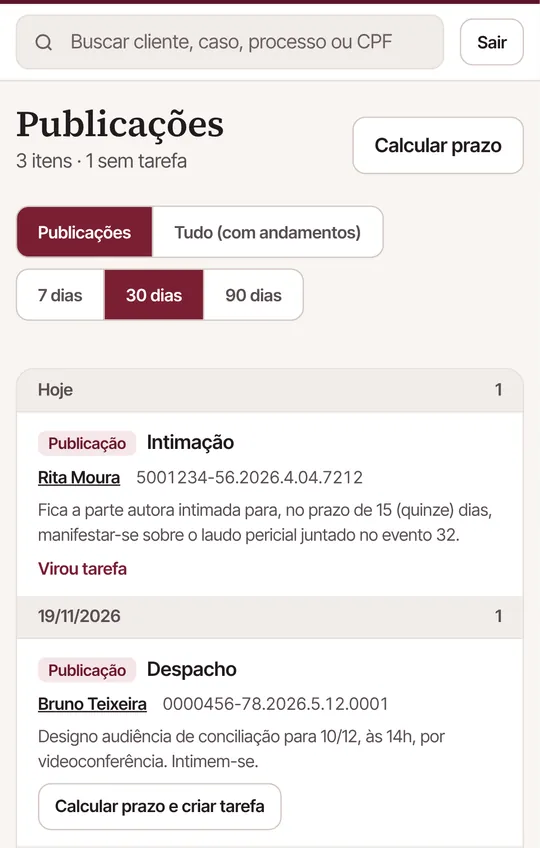 Buscar cliente, caso, processo ou CPF
Sair
Publicações
3 itens · 1 sem tarefa
Calcular prazo
Publicações
Tudo (com andamentos)
7 dias
30 dias
90 dias
Hoje
1
Publicação
Intimação
Rita Moura
5001234-56.2026.4.04.7212
Fica a parte autora intimada para, no prazo de 15 (quinze) dias,
manifestar-se sobre o laudo pericial juntado no evento 32.
Virou tarefa
19/11/2026
1
Publicação
Despacho
Bruno Teixeira
0000456-78.2026.5.12.0001
Designo audiência de conciliação para 10/12, às 14h, por
videoconferência. Intimem-se.
Calcular prazo e criar tarefa